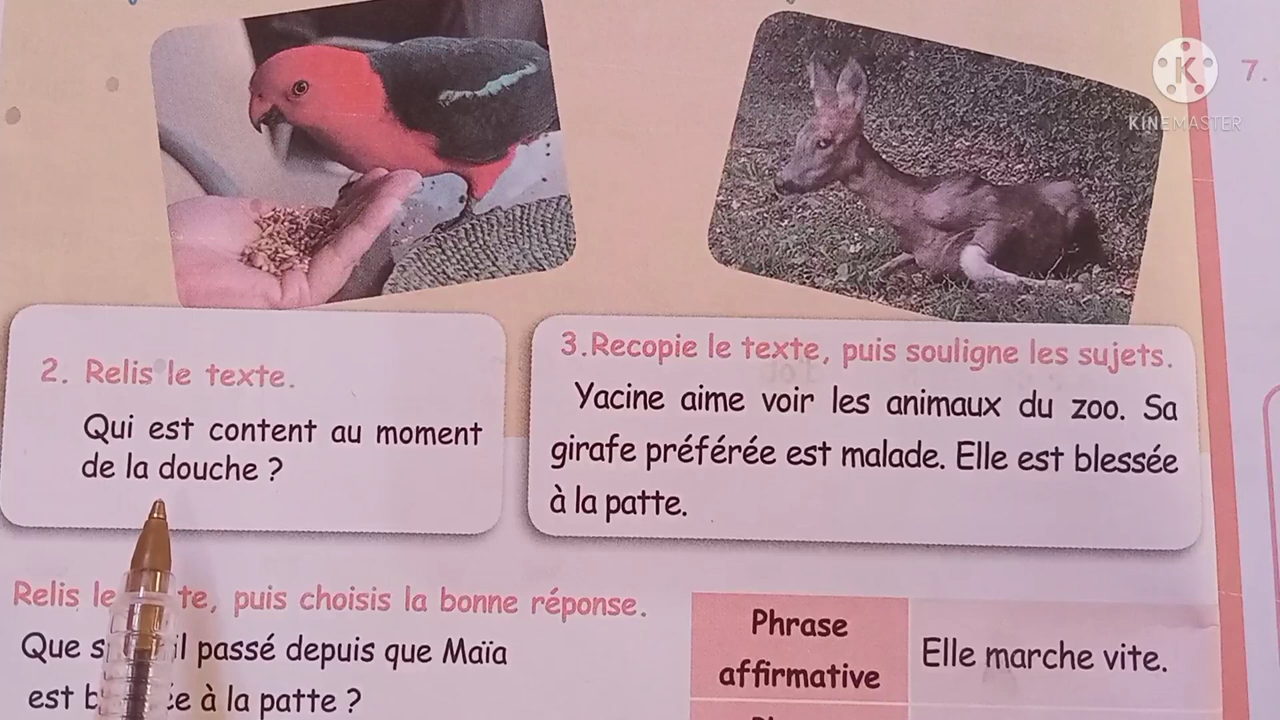 KINEMASTER
7.
2. Relis le texte.
Qui est content au moment
de la douche ?
3.Recopie le texte, puis souligne les sujets.
Yacine aime voir les animaux du zoo. Sa
girafe préférée est malade. Elle est blessée
à la patte.
Relis le puis choisis la bonne réponse.
Que il passé depuis que Maïa
est à la patte ?
Phrase
affirmative
Elle marche vite.